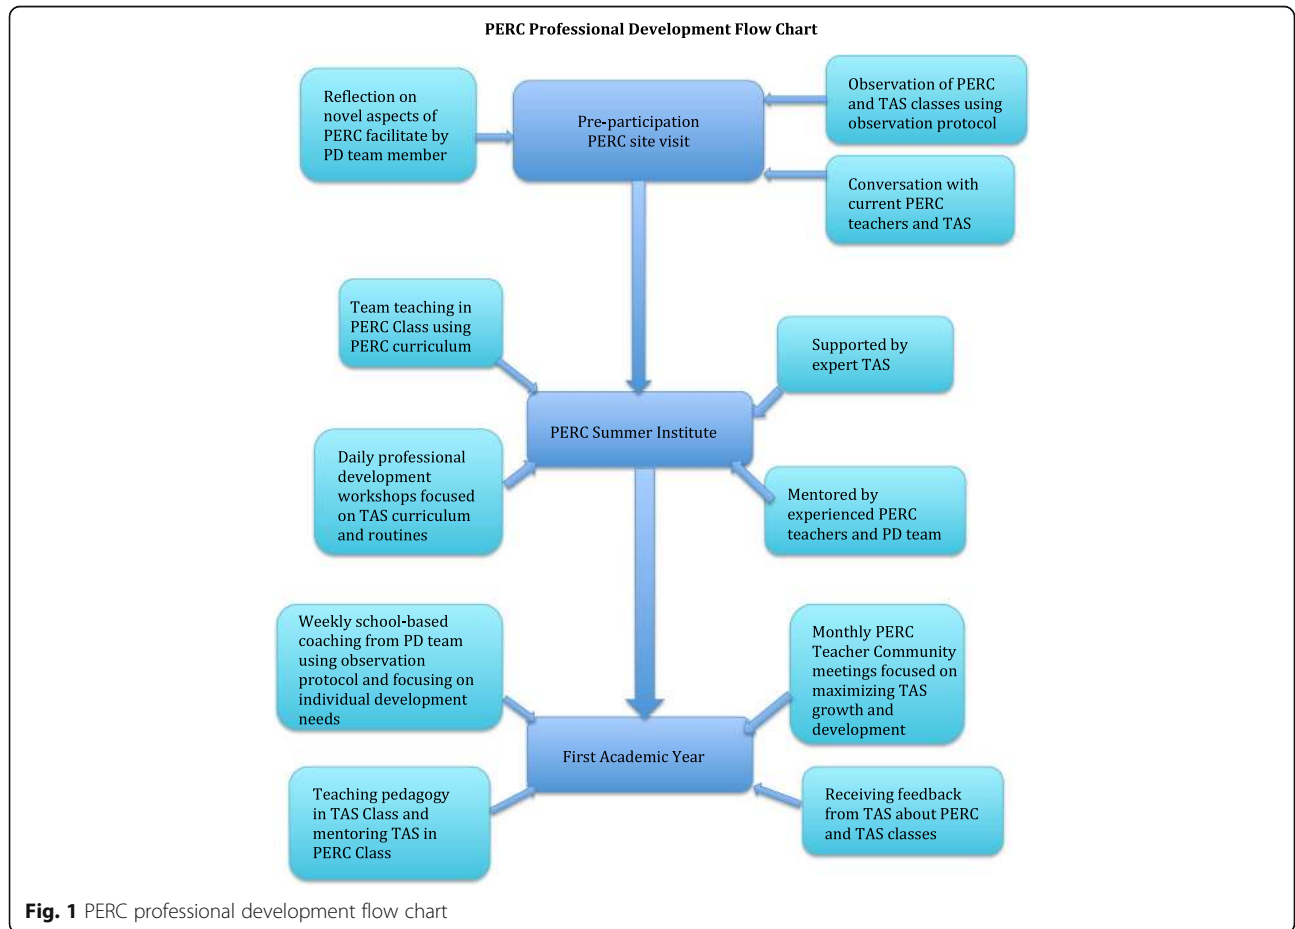 PERC Professional Development Flow Chart
Reflection on
novel aspects of
PERC facilitate by
PD team member
Pre-participation
PERC site visit
Observation of PERC
and TAS classes using
observation protocol
Conversation with
current PERC
teachers and TAS
Team teaching in
PERC Class using
PERC curriculum
Supported by
expert TAS
PERC Summer Institute
Daily professional
development
workshops focused
on TAS curriculum
and routines
Mentored by
experienced PERC
teachers and PD team
Weekly school-based
coaching from PD team
using observation
protocol and focusing on
individual development
needs
Monthly PERC
Teacher Community
meetings focused on
maximizing TAS
growth and
development
First Academic Year
Teaching pedagogy
in TAS Class and
mentoring TAS in
PERC Class
Receiving feedback
from TAS about PERC
and TAS classes
Fig. 1 PERC professional development flow chart